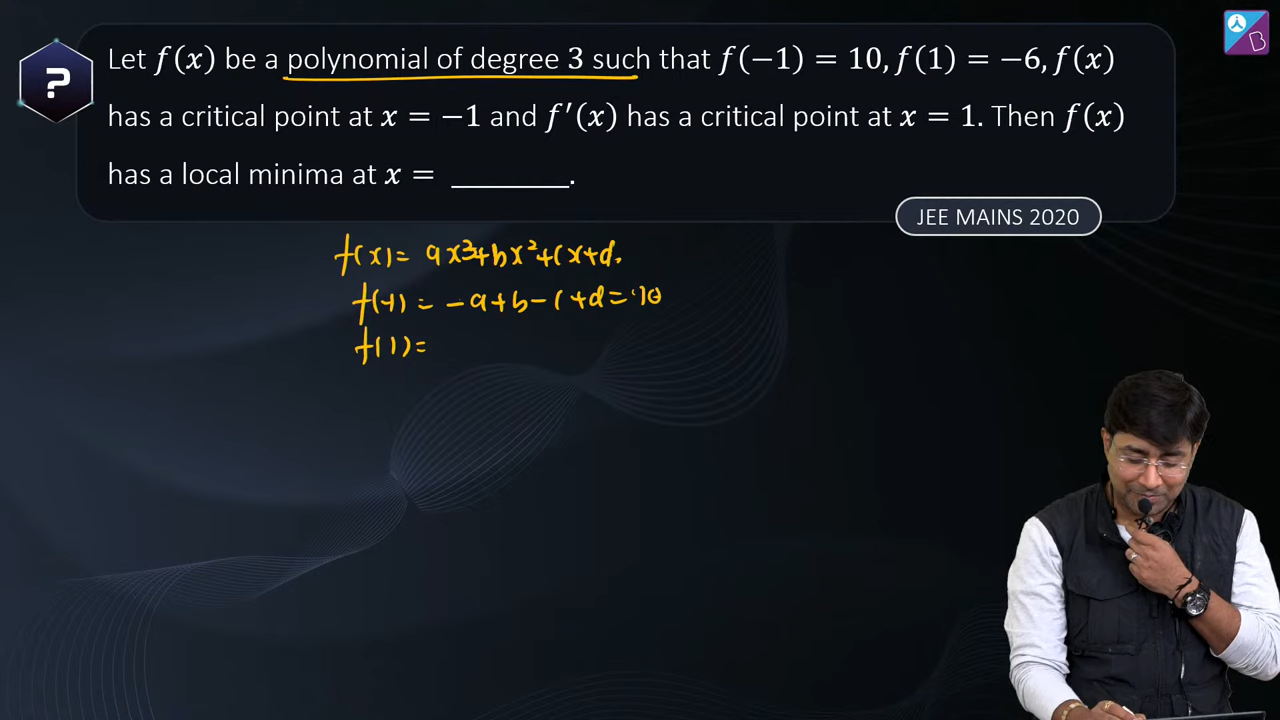 ?
Let f(x) be a polynomial of degree 3 such that f(−1) = 10, f(1) = −6, f(x)
has a critical point at x = −1 and f′(x) has a critical point at x = 1. Then f(x)
has a local minima at x = ________.
JEE MAINS 2020
f(x) = ax³+bx²+cx+d.
f(-1) = -a+b-c+d = 10
f(1) =
B